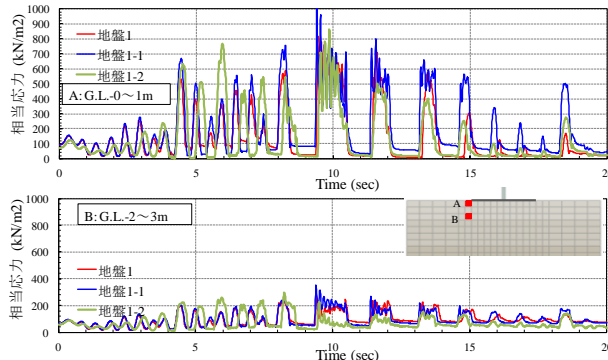 1000
900
800
700
600
500
400
300
200
100
0
相当応力 (kN/m2)
地盤1
地盤1-1
地盤1-2
A:G.L.-0～1m
0 5 10 15 20
Time (sec)
1000
800
600
400
200
0
相当応力 (kN/m2)
B:G.L.-2～3m
A
B
地盤1
地盤1-1
地盤1-2
0 5 10 15 20
Time (sec)